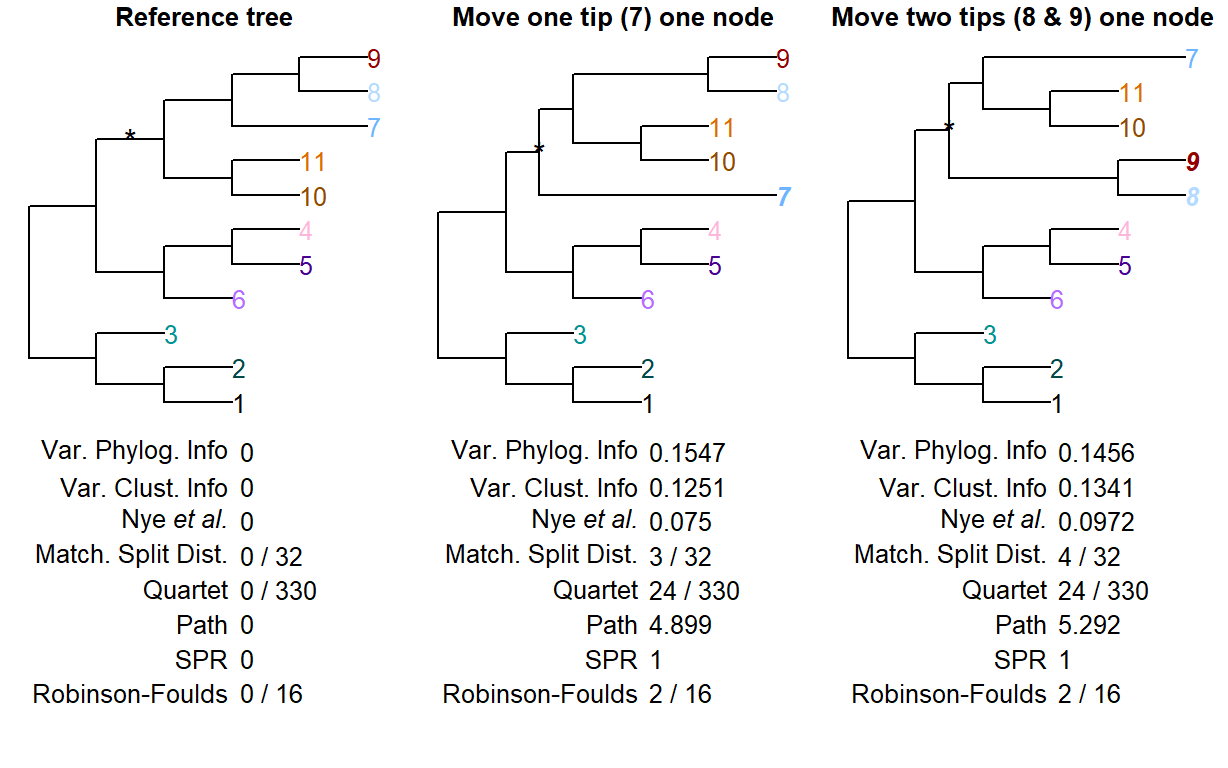 Reference tree
9
8
7
*
11
10
4
5
6
3
2
1
Var. Phylog. Info 0
Var. Clust. Info 0
Nye et al. 0
Match. Split Dist. 0 / 32
Quartet 0 / 330
Path 0
SPR 0
Robinson-Foulds 0 / 16
Move one tip (7) one node
9
8
11
*
10
7
4
5
6
3
2
1
Var. Phylog. Info 0.1547
Var. Clust. Info 0.1251
Nye et al. 0.075
Match. Split Dist. 3 / 32
Quartet 24 / 330
Path 4.899
SPR 1
Robinson-Foulds 2 / 16
Move two tips (8 & 9) one node
7
11
*
10
9
8
4
5
6
3
2
1
Var. Phylog. Info 0.1456
Var. Clust. Info 0.1341
Nye et al. 0.0972
Match. Split Dist. 4 / 32
Quartet 24 / 330
Path 5.292
SPR 1
Robinson-Foulds 2 / 16